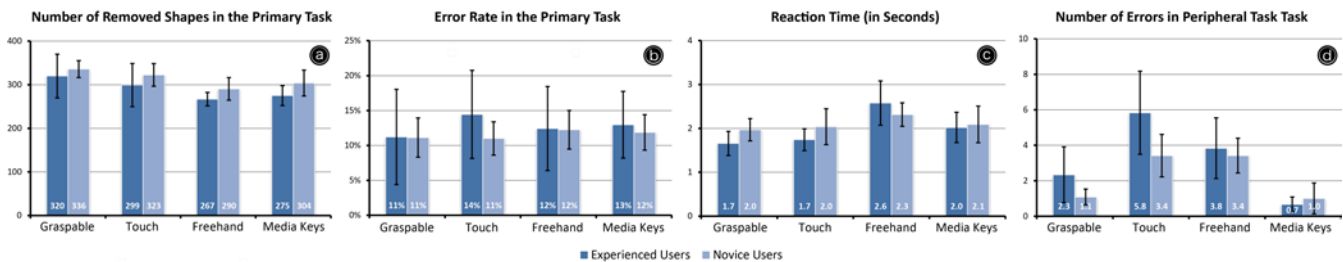 Number of Removed Shapes in the Primary Task
400
300
200
100
0
a
320 336 299 323 267 290 275 304
Graspable Touch Freehand Media Keys
Error Rate in the Primary Task
25%
20%
15%
10%
5%
0%
b
11% 11% 14% 11% 12% 12% 13% 12%
Graspable Touch Freehand Media Keys
Reaction Time (in Seconds)
4
3
2
1
0
c
1.7 2.0 1.7 2.0 2.6 2.3 2.0 2.1
Graspable Touch Freehand Media Keys
Number of Errors in Peripheral Task Task
10
8
6
4
2
0
d
2.3 1.1 5.8 3.4 3.8 3.4 0.7 1.0
Graspable Touch Freehand Media Keys
Experienced Users Novice Users